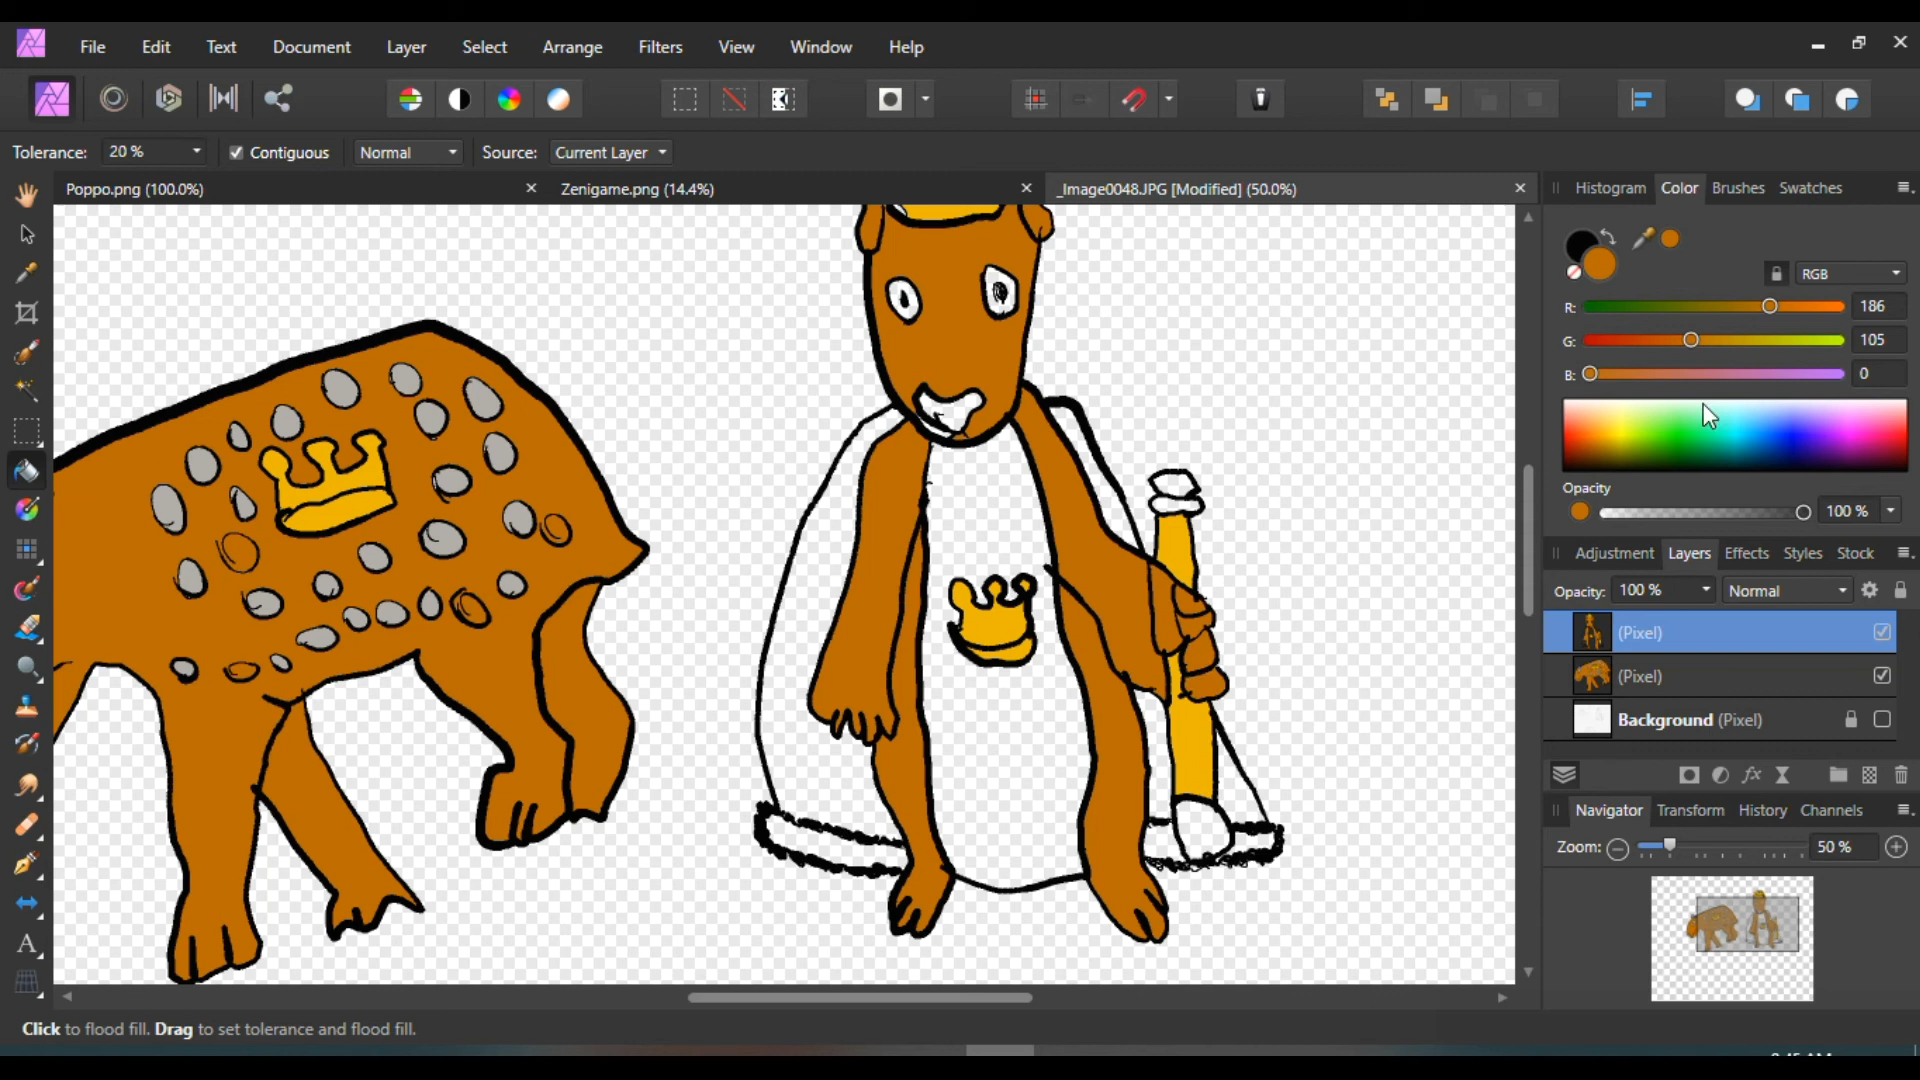 File Edit Text Document Layer Select Arrange Filters View Window Help
Tolerance: 20 % Contiguous Normal Source: Current Layer
Poppo.png (100.0%) Zenigame.png (14.4%) _Image0048.JPG [Modified] (50.0%)
Histogram Color Brushes Swatches
RGB
R: 186
G: 105
B: 0
Opacity
100 %
Adjustment Layers Effects Styles Stock
Opacity: 100 % Normal
(Pixel)
(Pixel)
Background (Pixel)
Navigator Transform History Channels
Zoom: 50 %
Click to flood fill. Drag to set tolerance and flood fill.